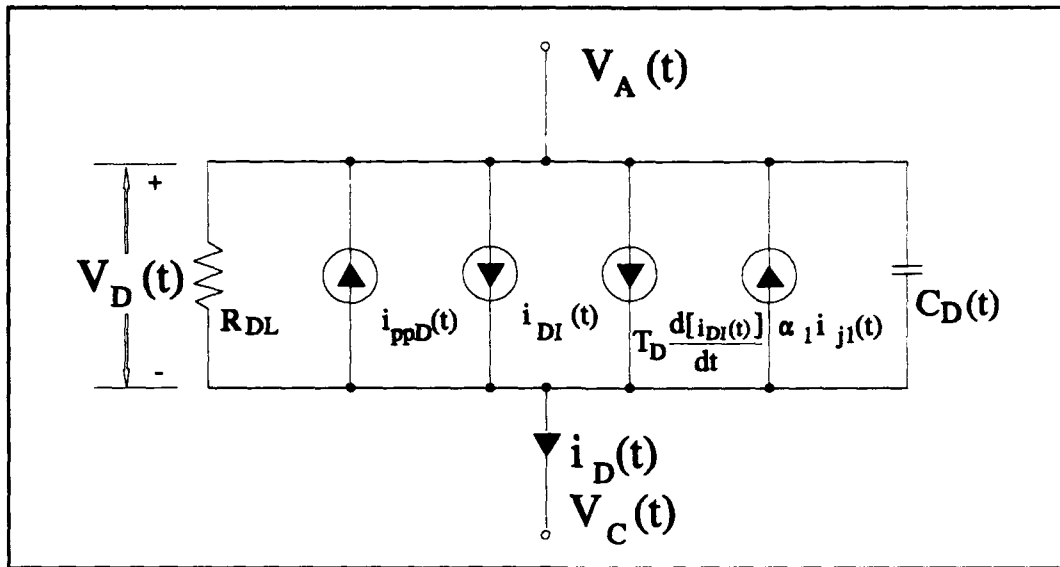 V_A (t)
+
V_D (t)
R_DL
i_ppD(t)
i_DI (t)
T_D d[i_DI(t)]/dt
α_1 i_j1(t)
C_D(t)
-
i_D(t)
V_C (t)